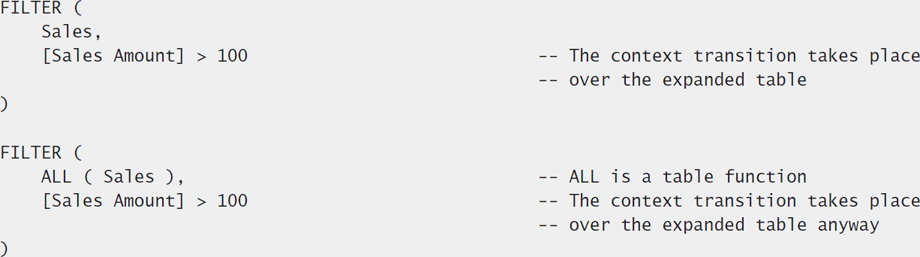 FILTER (
    Sales,
    [Sales Amount] > 100                             -- The context transition takes place
                                                     -- over the expanded table
)

FILTER (
    ALL ( Sales ),                                   -- ALL is a table function
    [Sales Amount] > 100                             -- The context transition takes place
                                                     -- over the expanded table anyway
)